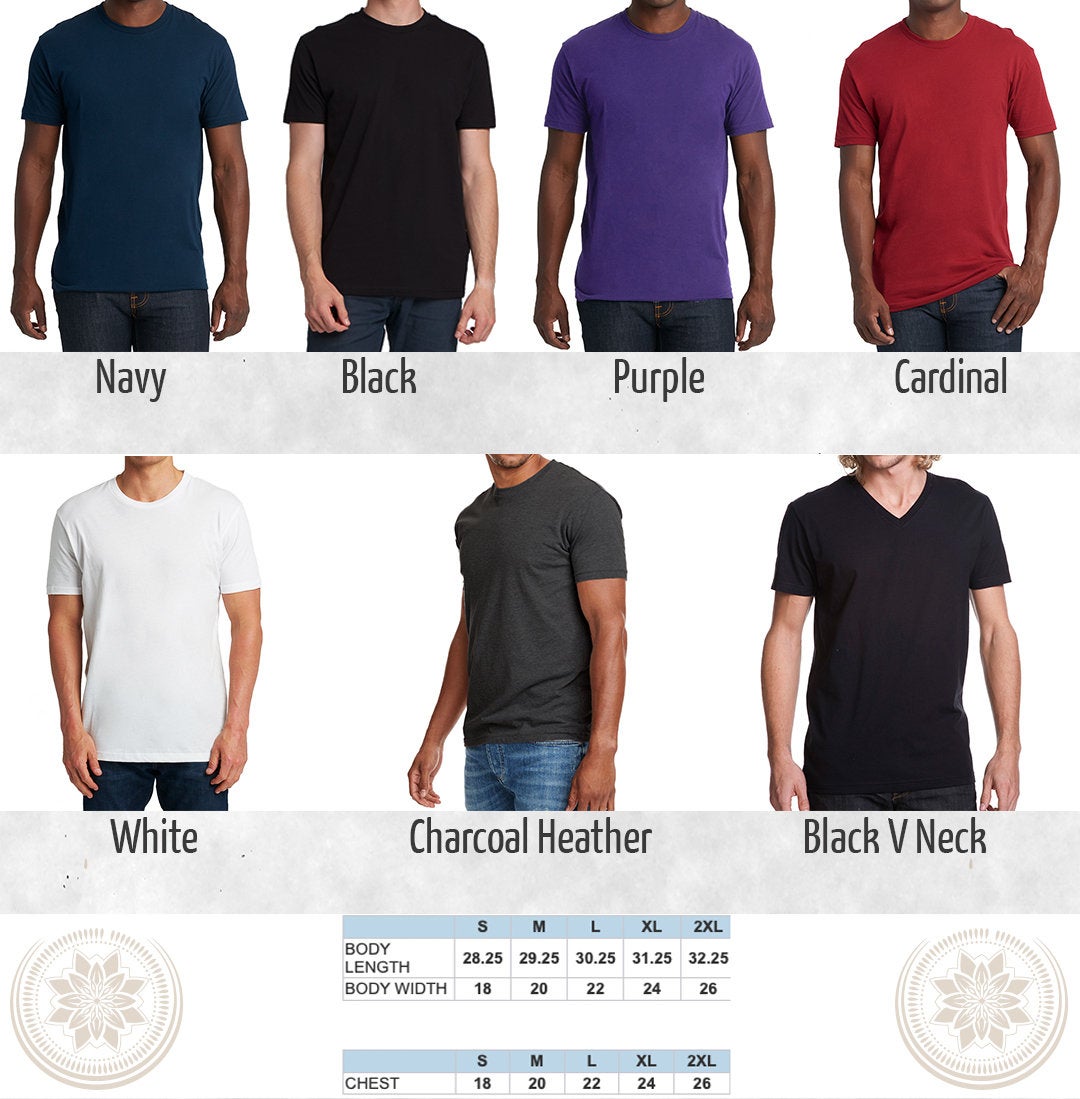 Navy Black Purple Cardinal
White Charcoal Heather Black V Neck
S M L XL 2XL
BODY
LENGTH 28.25 29.25 30.25 31.25 32.25
BODY WIDTH 18 20 22 24 26
S M L XL 2XL
CHEST 18 20 22 24 26